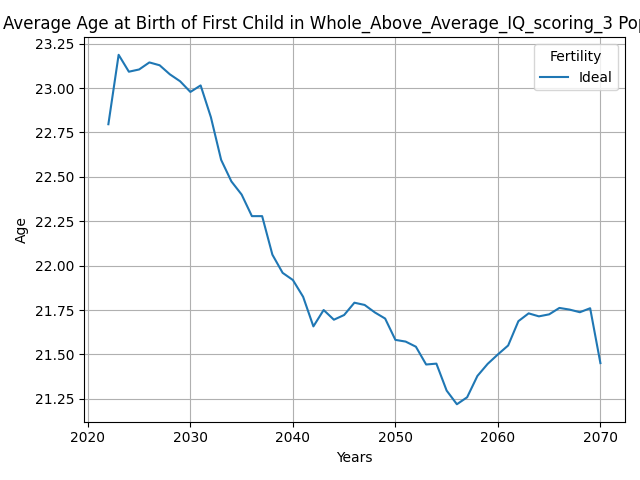 Average Age at Birth of First Child in Whole_Above_Average_IQ_scoring_3 Pop
23.25
23.00
22.75
22.50
22.25
22.00
21.75
21.50
21.25
Age
Fertility
Ideal
2020 2030 2040 2050 2060 2070
Years